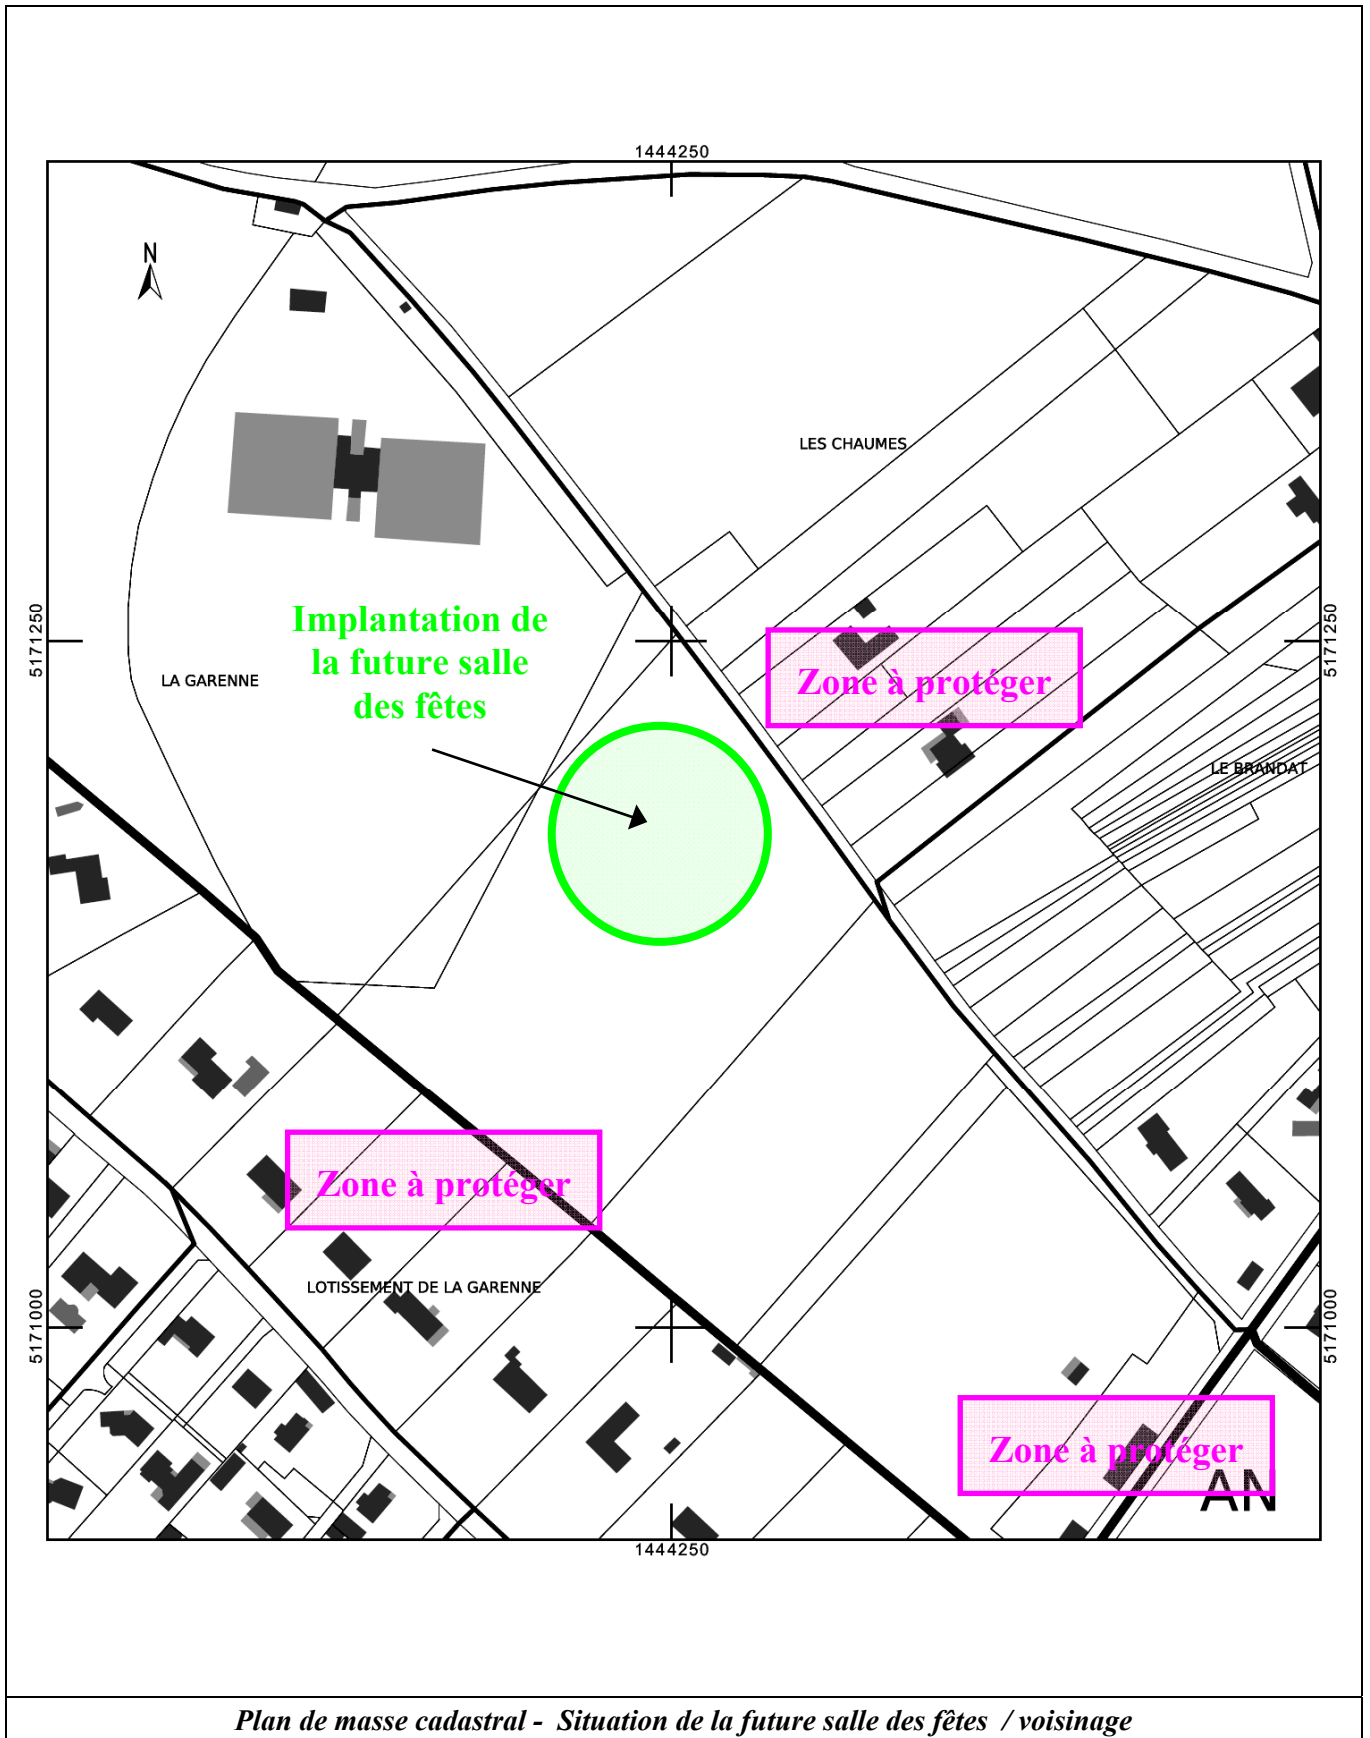 1444250
N
LES CHAUMES
Implantation de
la future salle
des fêtes
5171250
5171250
LA GARENNE
Zone à protéger
LE BRANDAT
Zone à protéger
LOTISSEMENT DE LA GARENNE
5171000
5171000
Zone à protéger
AN
1444250
Plan de masse cadastral - Situation de la future salle des fêtes / voisinage